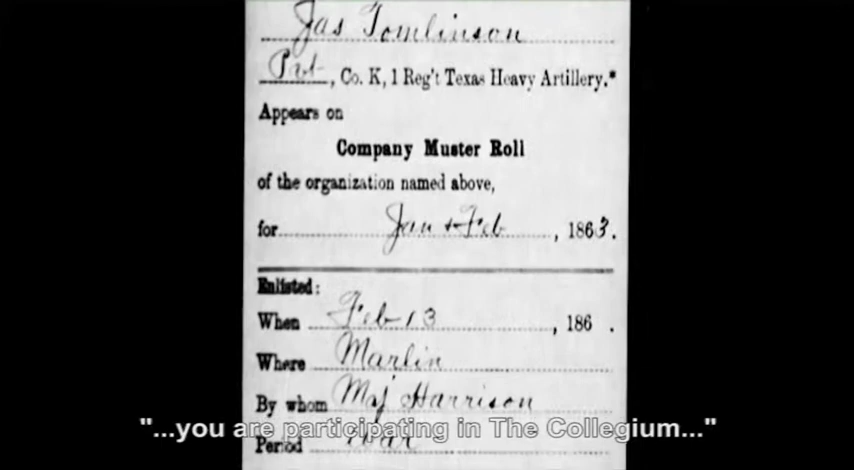 Jas Tomlinson
Pvt, Co. K, 1 Reg't Texas Heavy Artillery.*
Appears on
Company Muster Roll
of the organization named above,
for Jan + Feb, 1863.
Enlisted:
When Feb 13, 186 .
Where Marlin
By whom Maj Harrison
"...you are participating in The Collegium..."
Period War